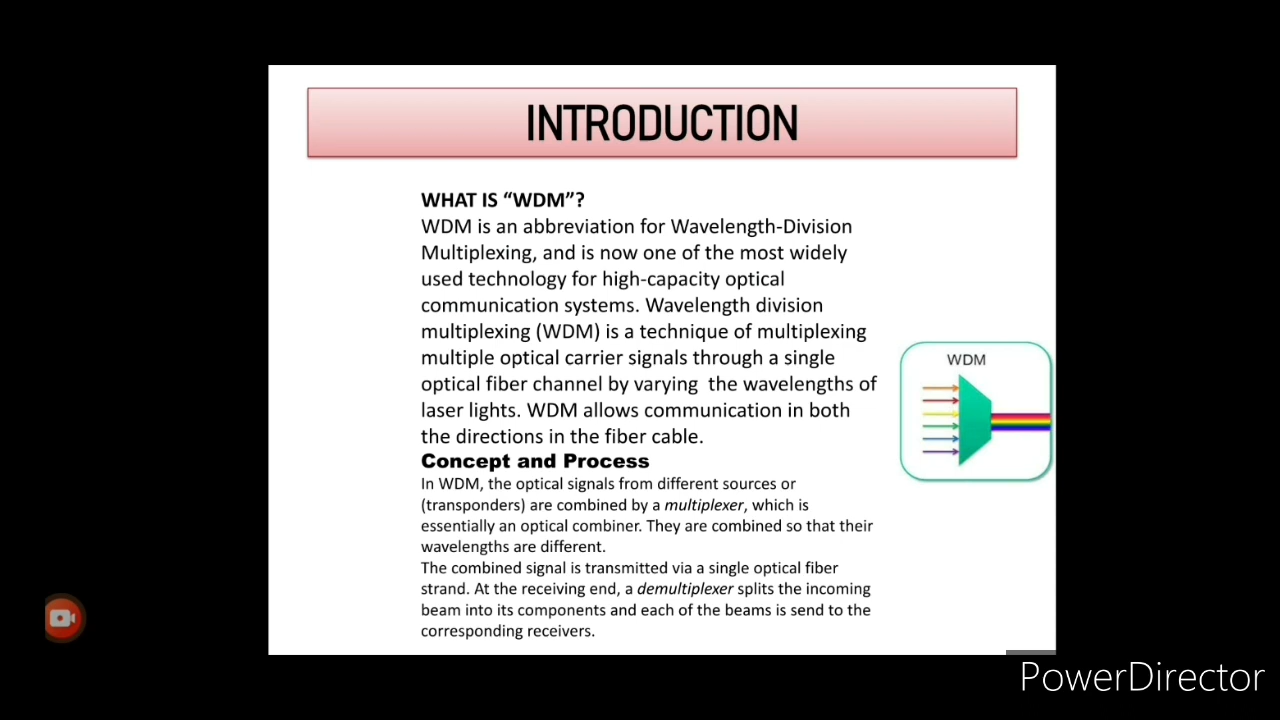 INTRODUCTION
WHAT IS “WDM”?
WDM is an abbreviation for Wavelength-Division
Multiplexing, and is now one of the most widely
used technology for high-capacity optical
communication systems. Wavelength division
multiplexing (WDM) is a technique of multiplexing
multiple optical carrier signals through a single
optical fiber channel by varying  the wavelengths of
laser lights. WDM allows communication in both
the directions in the fiber cable.
Concept and Process
In WDM, the optical signals from different sources or
(transponders) are combined by a multiplexer, which is
essentially an optical combiner. They are combined so that their
wavelengths are different.
The combined signal is transmitted via a single optical fiber
strand. At the receiving end, a demultiplexer splits the incoming
beam into its components and each of the beams is send to the
corresponding receivers.
WDM
PowerDirector